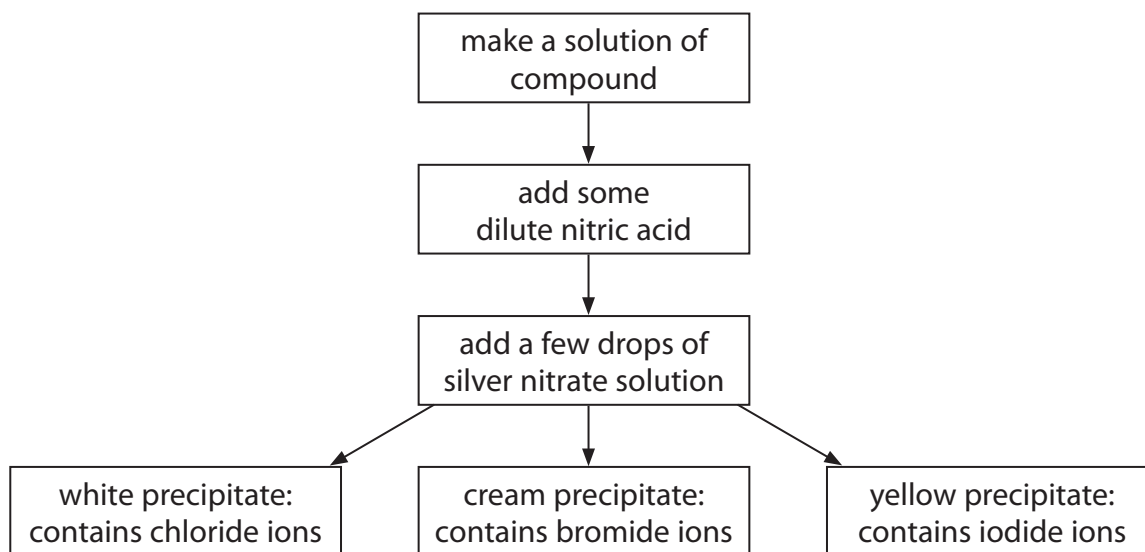 make a solution of
compound
add some
dilute nitric acid
add a few drops of
silver nitrate solution
white precipitate:
contains chloride ions
cream precipitate:
contains bromide ions
yellow precipitate:
contains iodide ions